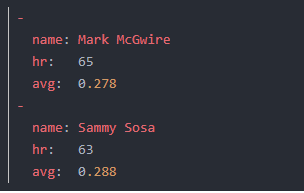 -
name: Mark McGwire
hr:   65
avg:  0.278
-
name: Sammy Sosa
hr:   63
avg:  0.288